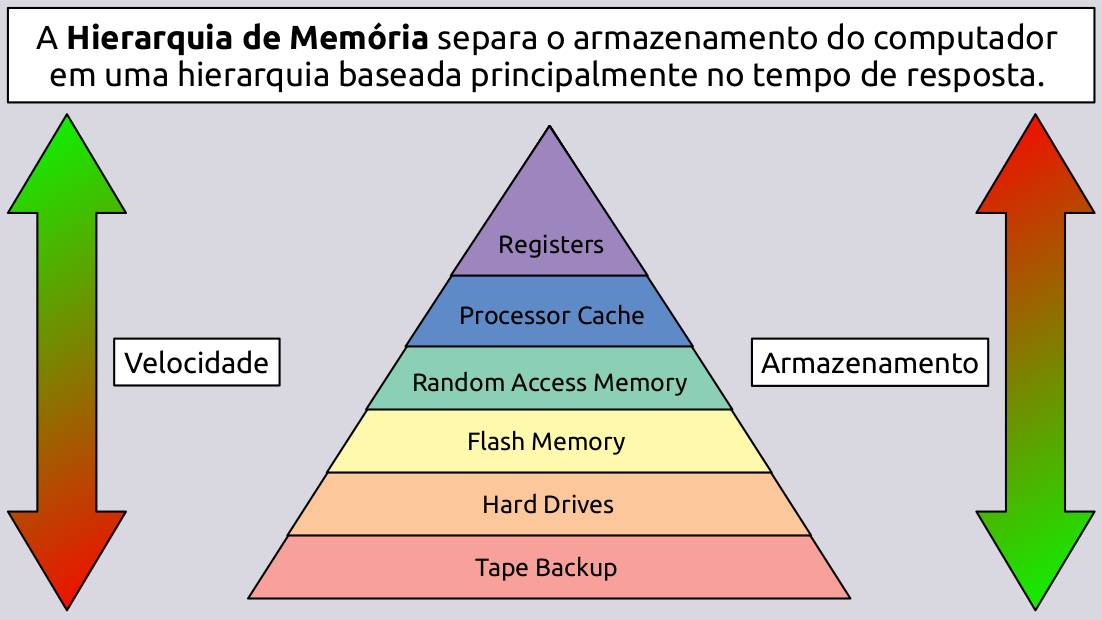 A Hierarquia de Memória separa o armazenamento do computador
em uma hierarquia baseada principalmente no tempo de resposta.
Registers
Processor Cache
Velocidade
Armazenamento
Random Access Memory
Flash Memory
Hard Drives
Tape Backup